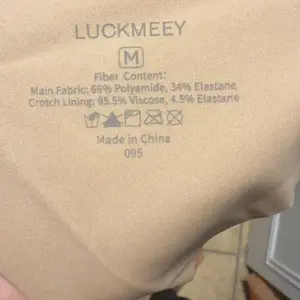 LUCKMEEY
M
Fiber Content:
Main Fabric: 66% Polyamide, 34% Elastane
Crotch Lining: 95.5% Viscose, 4.5% Elastane
Made in China
095